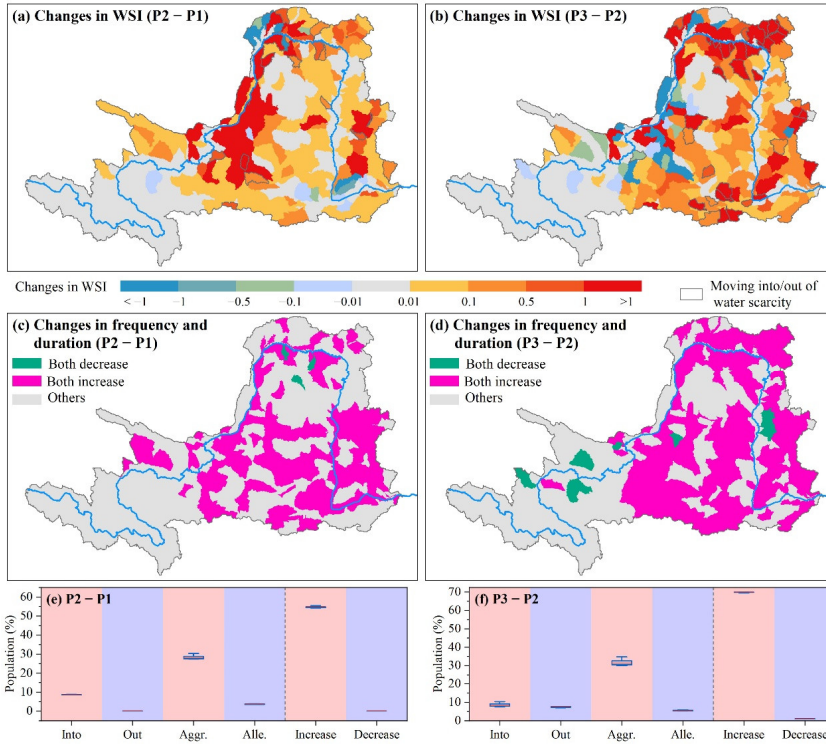 (a) Changes in WSI (P2 − P1)
(b) Changes in WSI (P3 − P2)
Changes in WSI
< −1 −1 −0.5 −0.1 −0.01 0.01 0.1 0.5 1 >1
Moving into/out of
water scarcity
(c) Changes in frequency and
duration (P2 − P1)
Both decrease
Both increase
Others
(d) Changes in frequency and
duration (P3 − P2)
Both decrease
Both increase
Others
(e) P2 − P1
Population (%)
60
50
40
30
20
10
0
Into Out Aggr. Alle. Increase Decrease
(f) P3 − P2
Population (%)
70
60
50
40
30
20
10
0
Into Out Aggr. Alle. Increase Decrease